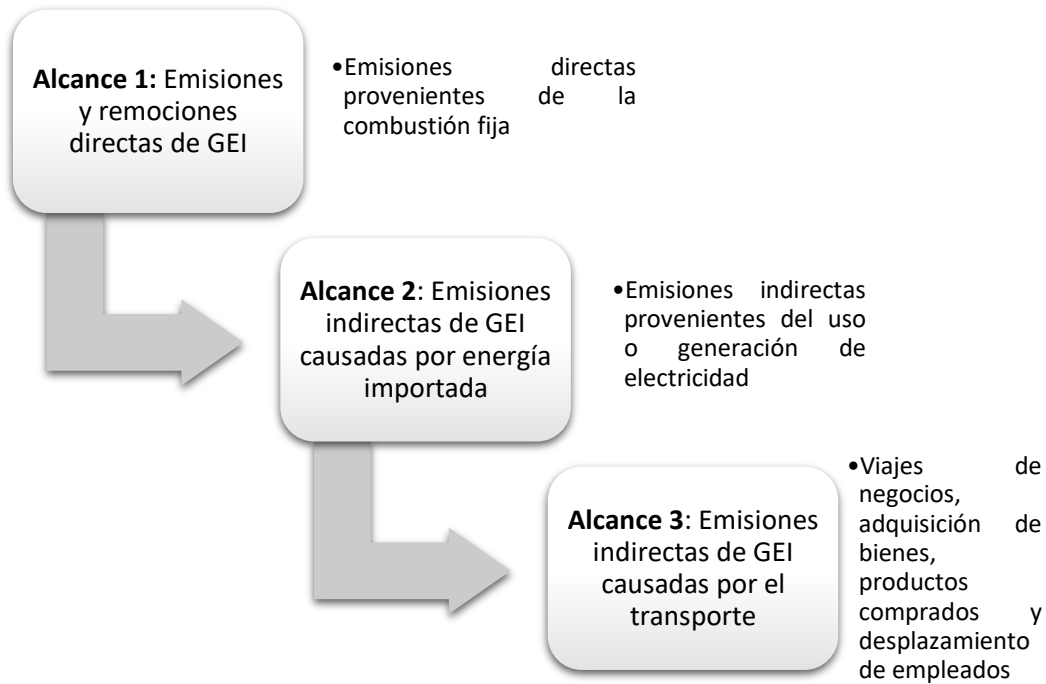 Alcance 1: Emisiones
y remociones
directas de GEI
•Emisiones directas
provenientes de la
combustión fija
Alcance 2: Emisiones
indirectas de GEI
causadas por energía
importada
•Emisiones indirectas
provenientes del uso
o generación de
electricidad
Alcance 3: Emisiones
indirectas de GEI
causadas por el
transporte
•Viajes de
negocios,
adquisición de
bienes,
productos
comprados y
desplazamiento
de empleados